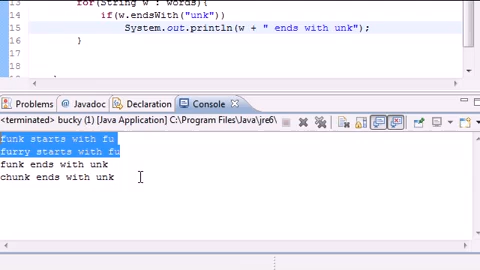 13 for(String w : words){
14 if(w.endsWith("unk"))
15 System.out.println(w + " ends with unk");
16 }
17
18
Problems @ Javadoc Declaration Console
<terminated> bucky (1) [Java Application] C:\Program Files\Java\jre6\
funk starts with fu
furry starts with fu
funk ends with unk
chunk ends with unk